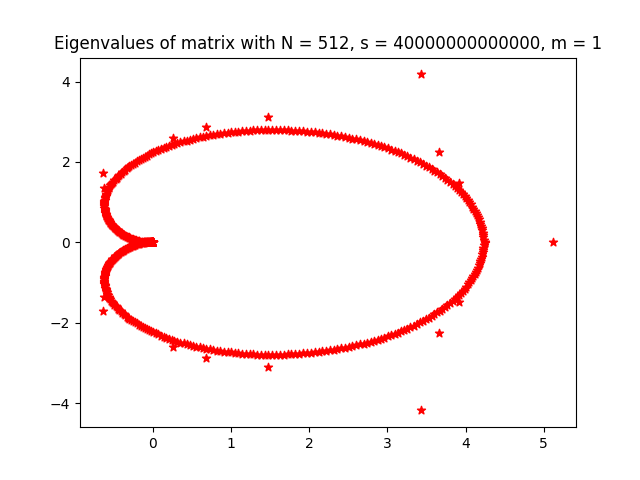 Eigenvalues of matrix with N = 512, s = 40000000000000, m = 1
4
2
0
−2
−4
0 1 2 3 4 5